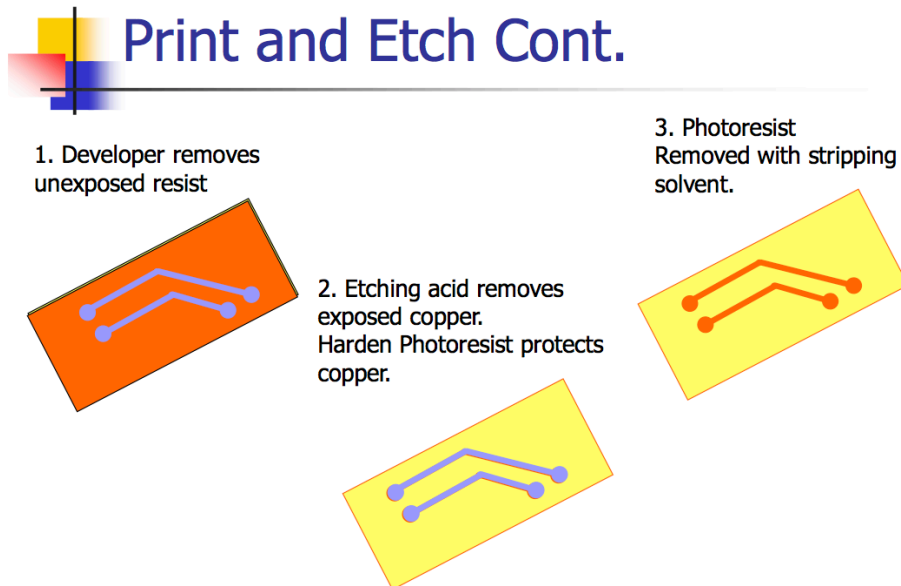 Print and Etch Cont.
1. Developer removes
unexposed resist
2. Etching acid removes
exposed copper.
Harden Photoresist protects
copper.
3. Photoresist
Removed with stripping
solvent.